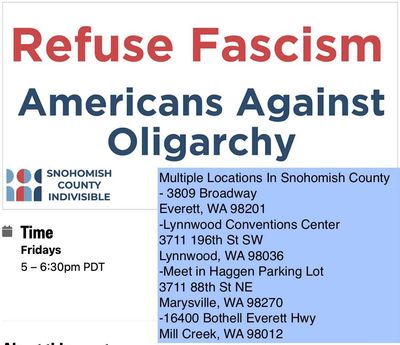 Refuse Fascism
Americans Against
Oligarchy
SNOHOMISH
COUNTY
INDIVISIBLE
Time
Fridays
5 – 6:30pm PDT
Multiple Locations In Snohomish County
- 3809 Broadway
Everett, WA 98201
-Lynnwood Conventions Center
3711 196th St SW
Lynnwood, WA 98036
-Meet in Haggen Parking Lot
3711 88th St NE
Marysville, WA 98270
-16400 Bothell Everett Hwy
Mill Creek, WA 98012